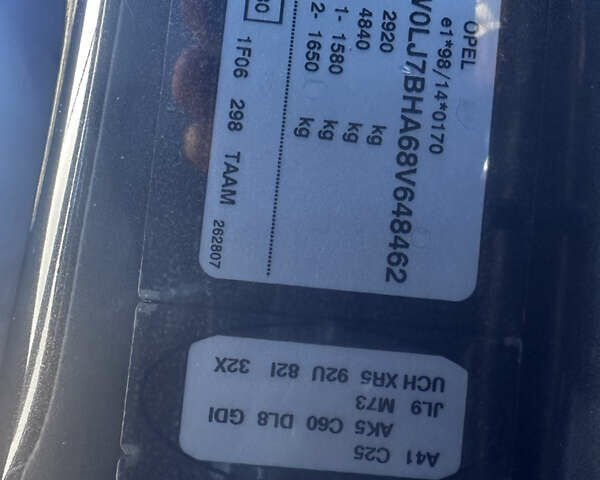 OPEL
e1*98/14*0170
W0LJ7BHA68V648462
2920 kg
4840 kg
1- 1580 kg
2- 1650 kg
1F06 298 TAAM 262807
A41 C25
AK5 C60 DL8 GDI
JL9 M73
UCH XR5 92U 82I 32X